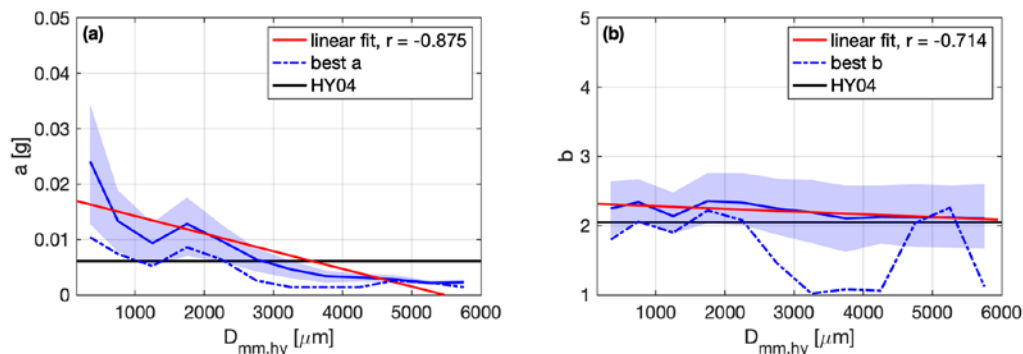 (a)
linear fit, r = -0.875
best a
HY04
0.05
0.04
0.03
0.02
0.01
0
a [g]
1000 2000 3000 4000 5000 6000
D_mm,hy [μm]
(b)
linear fit, r = -0.714
best b
HY04
5
4
3
2
1
b
1000 2000 3000 4000 5000 6000
D_mm,hy [μm]